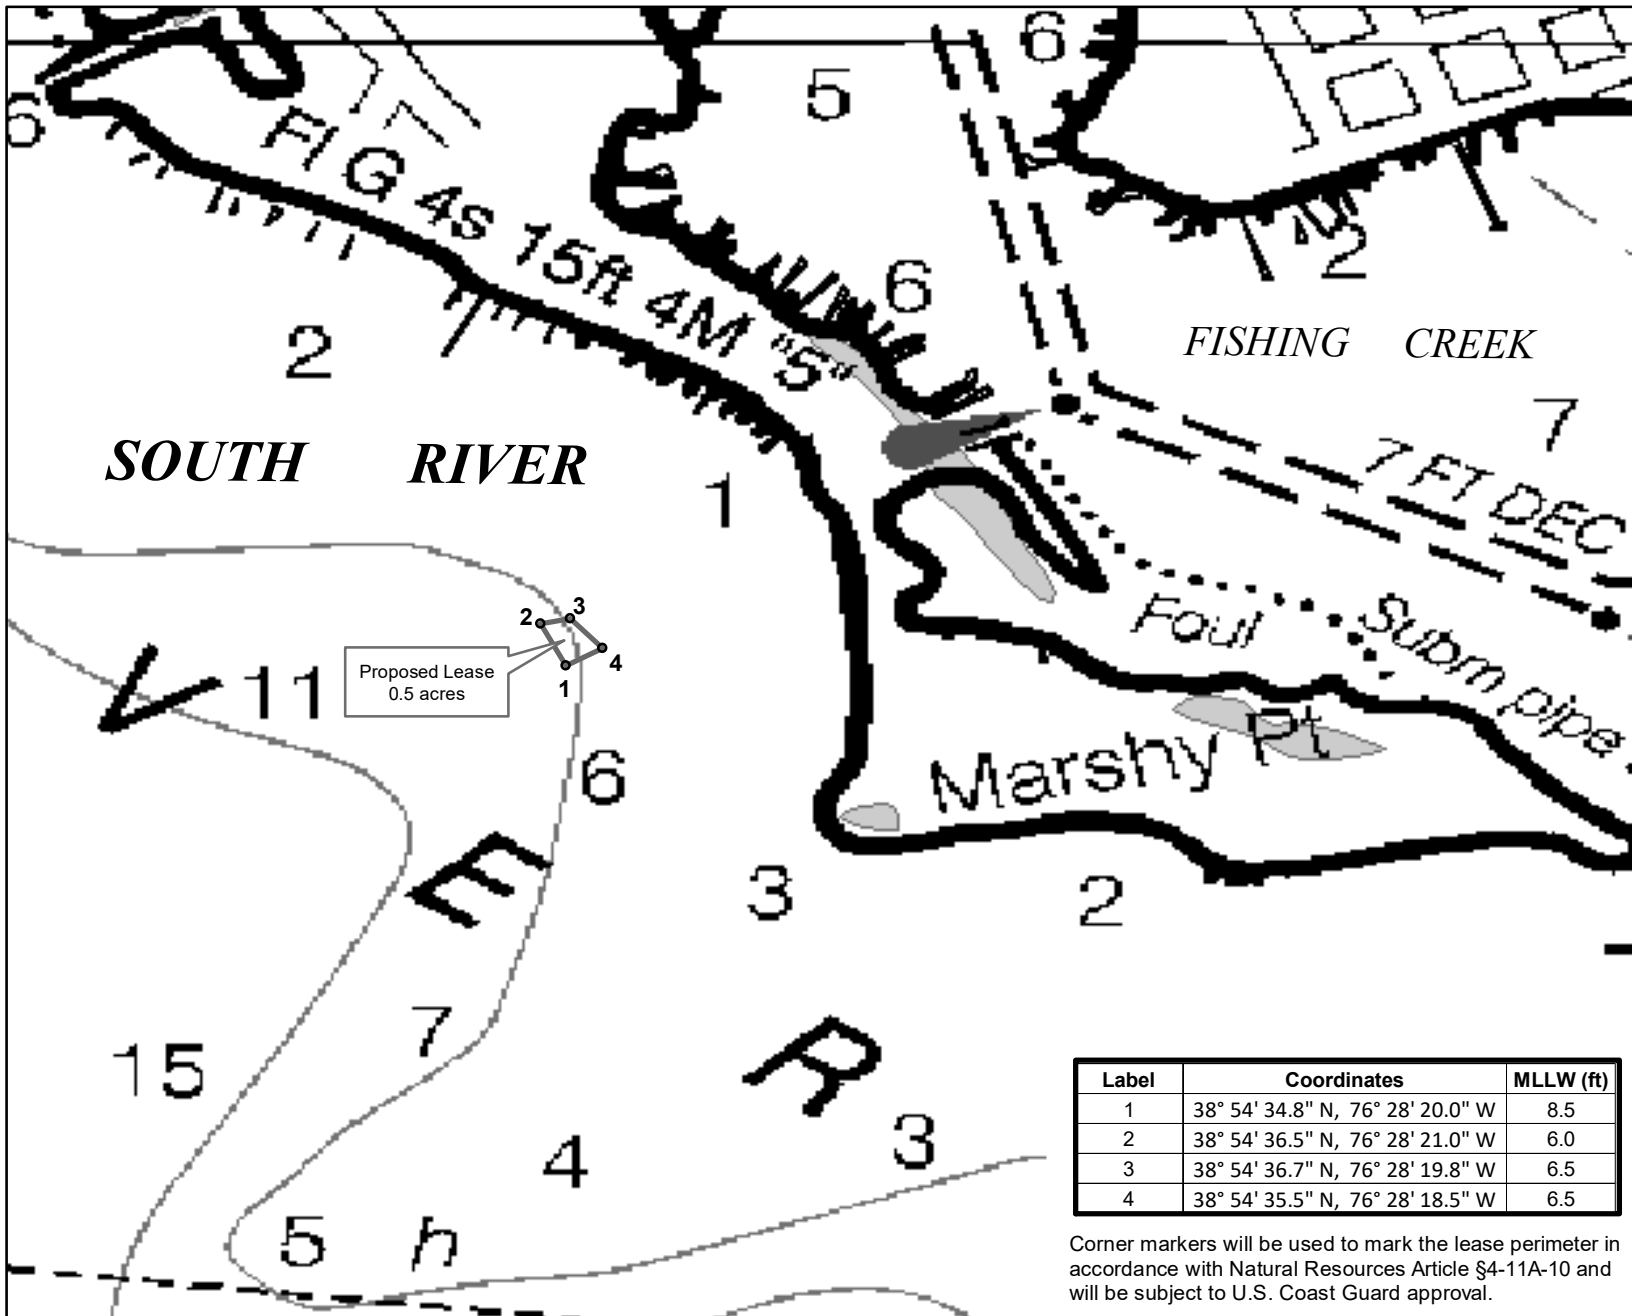 6
5
6
Fl G 4s 15ft 4M "5"
6
2
2
FISHING CREEK
7
SOUTH RIVER
1
7 FT DEC
Foul
Subm pipe
2
3
Proposed Lease
0.5 acres
1
4
V
11
Marshy Pt
6
E
3
2
7
R
15
4
3
5
h
Label Coordinates MLLW (ft)
1 38° 54' 34.8" N, 76° 28' 20.0" W 8.5
2 38° 54' 36.5" N, 76° 28' 21.0" W 6.0
3 38° 54' 36.7" N, 76° 28' 19.8" W 6.5
4 38° 54' 35.5" N, 76° 28' 18.5" W 6.5
Corner markers will be used to mark the lease perimeter in
accordance with Natural Resources Article §4-11A-10 and
will be subject to U.S. Coast Guard approval.